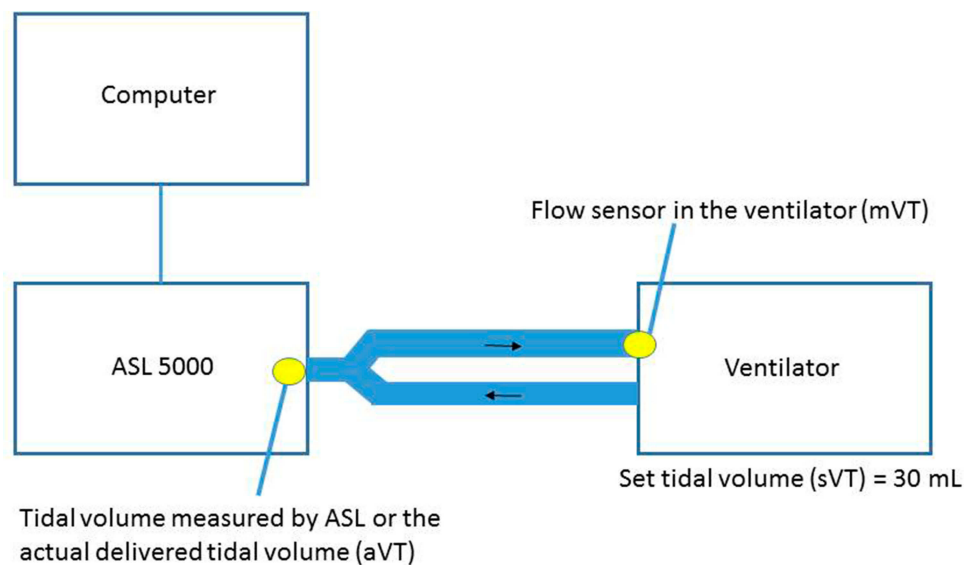 Computer
Flow sensor in the ventilator (mVT)
ASL 5000
Ventilator
Set tidal volume (sVT) = 30 mL
Tidal volume measured by ASL or the
actual delivered tidal volume (aVT)